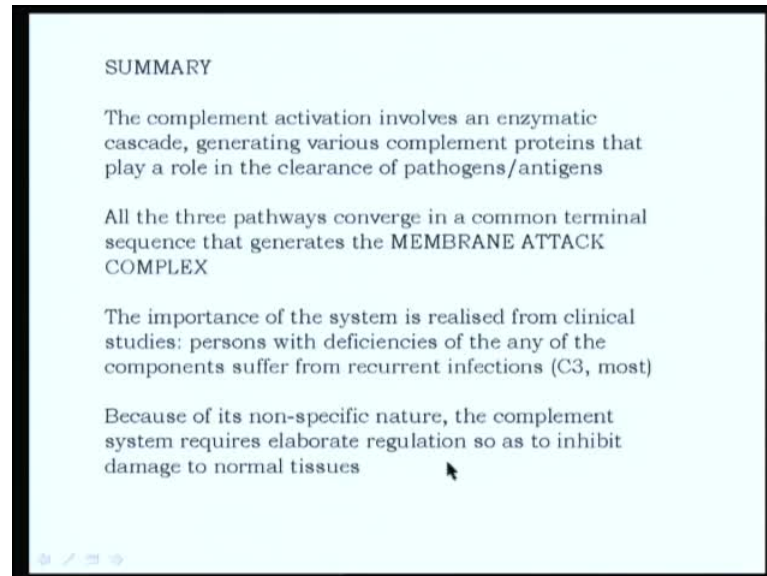 SUMMARY
The complement activation involves an enzymatic
cascade, generating various complement proteins that
play a role in the clearance of pathogens/antigens
All the three pathways converge in a common terminal
sequence that generates the MEMBRANE ATTACK
COMPLEX
The importance of the system is realised from clinical
studies: persons with deficiencies of the any of the
components suffer from recurrent infections (C3, most)
Because of its non-specific nature, the complement
system requires elaborate regulation so as to inhibit
damage to normal tissues